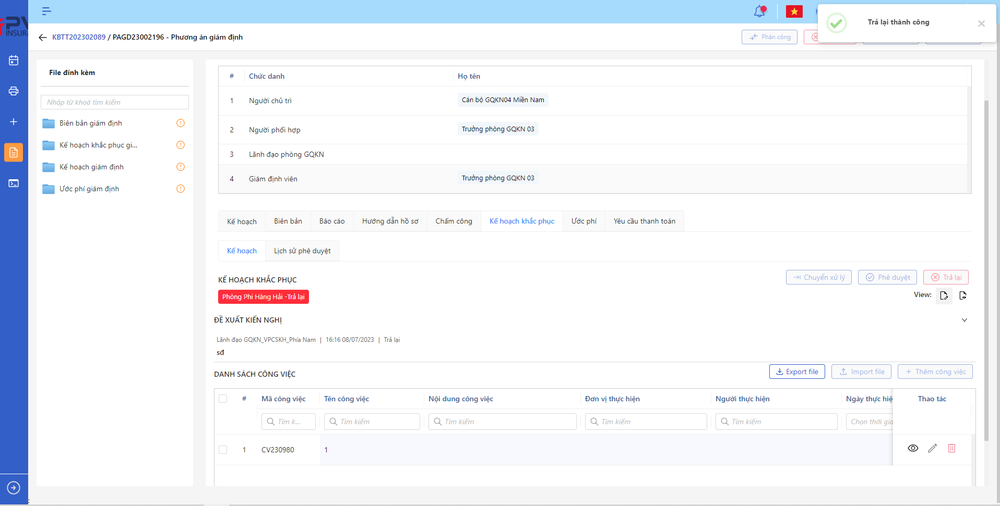 Trả lại thành công
PV
INSURA
KBTT202302089 / PAGD23002196 - Phương án giám định
Phân công
File đính kèm
Nhập từ khoá tìm kiếm
Biên bản giám định
Kế hoạch khắc phục gi...
Kế hoạch giám định
Ước phí giám định
# Chức danh Họ tên
1 Người chủ trì Cán bộ GQKN04 Miền Nam
2 Người phối hợp Trưởng phòng GQKN 03
3 Lãnh đạo phòng GQKN
4 Giám định viên Trưởng phòng GQKN 03
Kế hoạch Biên bản Báo cáo Hướng dẫn hồ sơ Chấm công Kế hoạch khắc phục Ước phí Yêu cầu thanh toán
Kế hoạch Lịch sử phê duyệt
KẾ HOẠCH KHẮC PHỤC
Chuyển xử lý Phê duyệt Trả lại
Phòng Phi Hàng Hải -Trả lại
View:
ĐỀ XUẤT KIẾN NGHỊ
Lãnh đạo GQKN_VPCSKH_Phía Nam | 16:16 08/07/2023 | Trả lại
sđ
DANH SÁCH CÔNG VIỆC
Export file Import file + Thêm công việc
# Mã công việc Tên công việc Nội dung công việc Đơn vị thực hiện Người thực hiện Ngày thực hiệ Thao tác
Tìm k... Tìm kiếm Tìm kiếm Tìm kiếm Tìm kiếm Chọn thời gia
1 CV230980 1
;